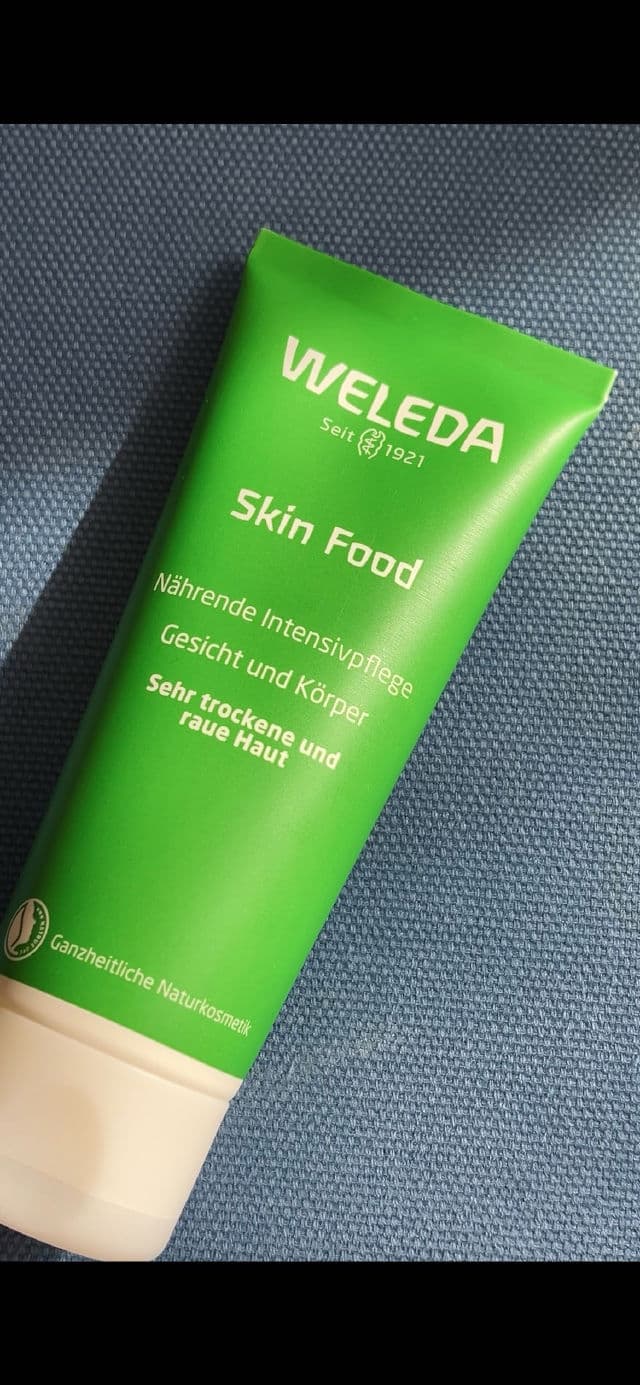 WELEDA
Seit 1921
Skin Food
Nährende Intensivpflege
Gesicht und Körper
Sehr trockene und
raue Haut
Ganzheitliche Naturkosmetik